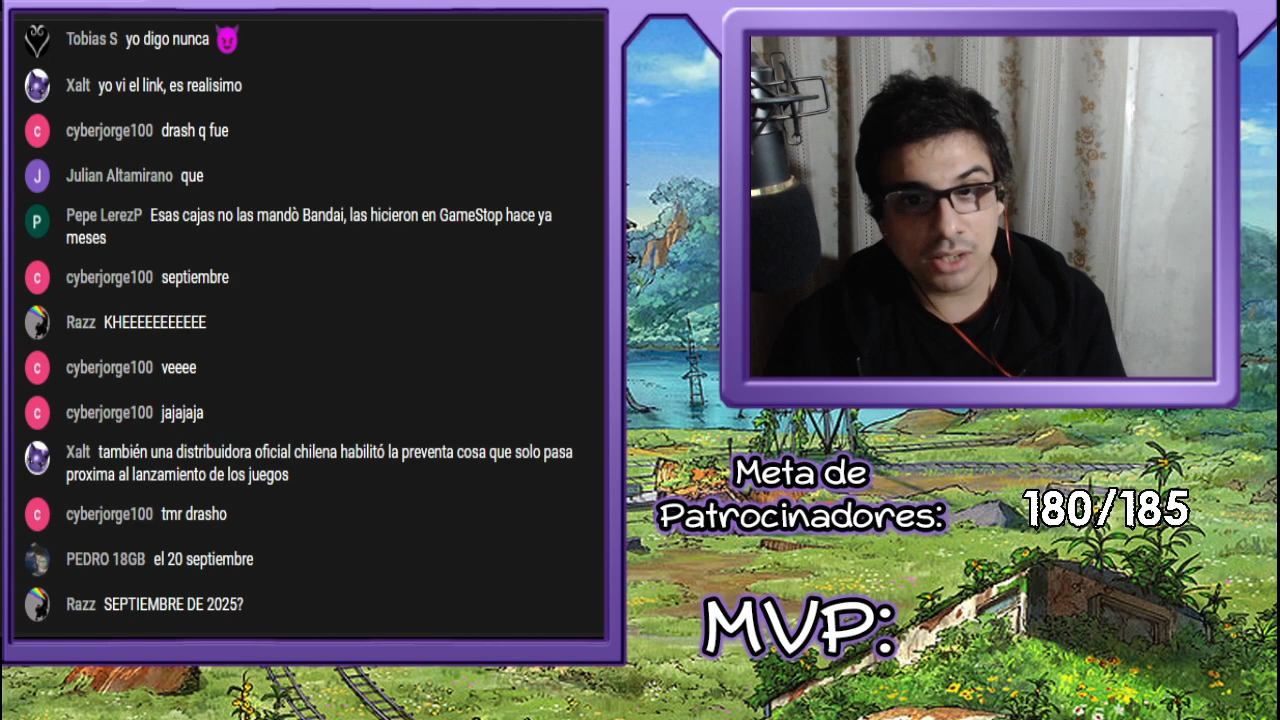 Tobias S yo digo nunca
Xalt yo vi el link, es realisimo
c cyberjorge100 drash q fue
J Julian Altamirano que
P Pepe LerezP Esas cajas no las mandò Bandai, las hicieron en GameStop hace ya
meses
c cyberjorge100 septiembre
Razz KHEEEEEEEEEEE
c cyberjorge100 veeee
c cyberjorge100 jajajaja
Xalt también una distribuidora oficial chilena habilitó la preventa cosa que solo pasa
proxima al lanzamiento de los juegos
c cyberjorge100 tmr drasho
PEDRO 18GB el 20 septiembre
Razz SEPTIEMBRE DE 2025?
Meta de
Patrocinadores: 180/185
MVP: